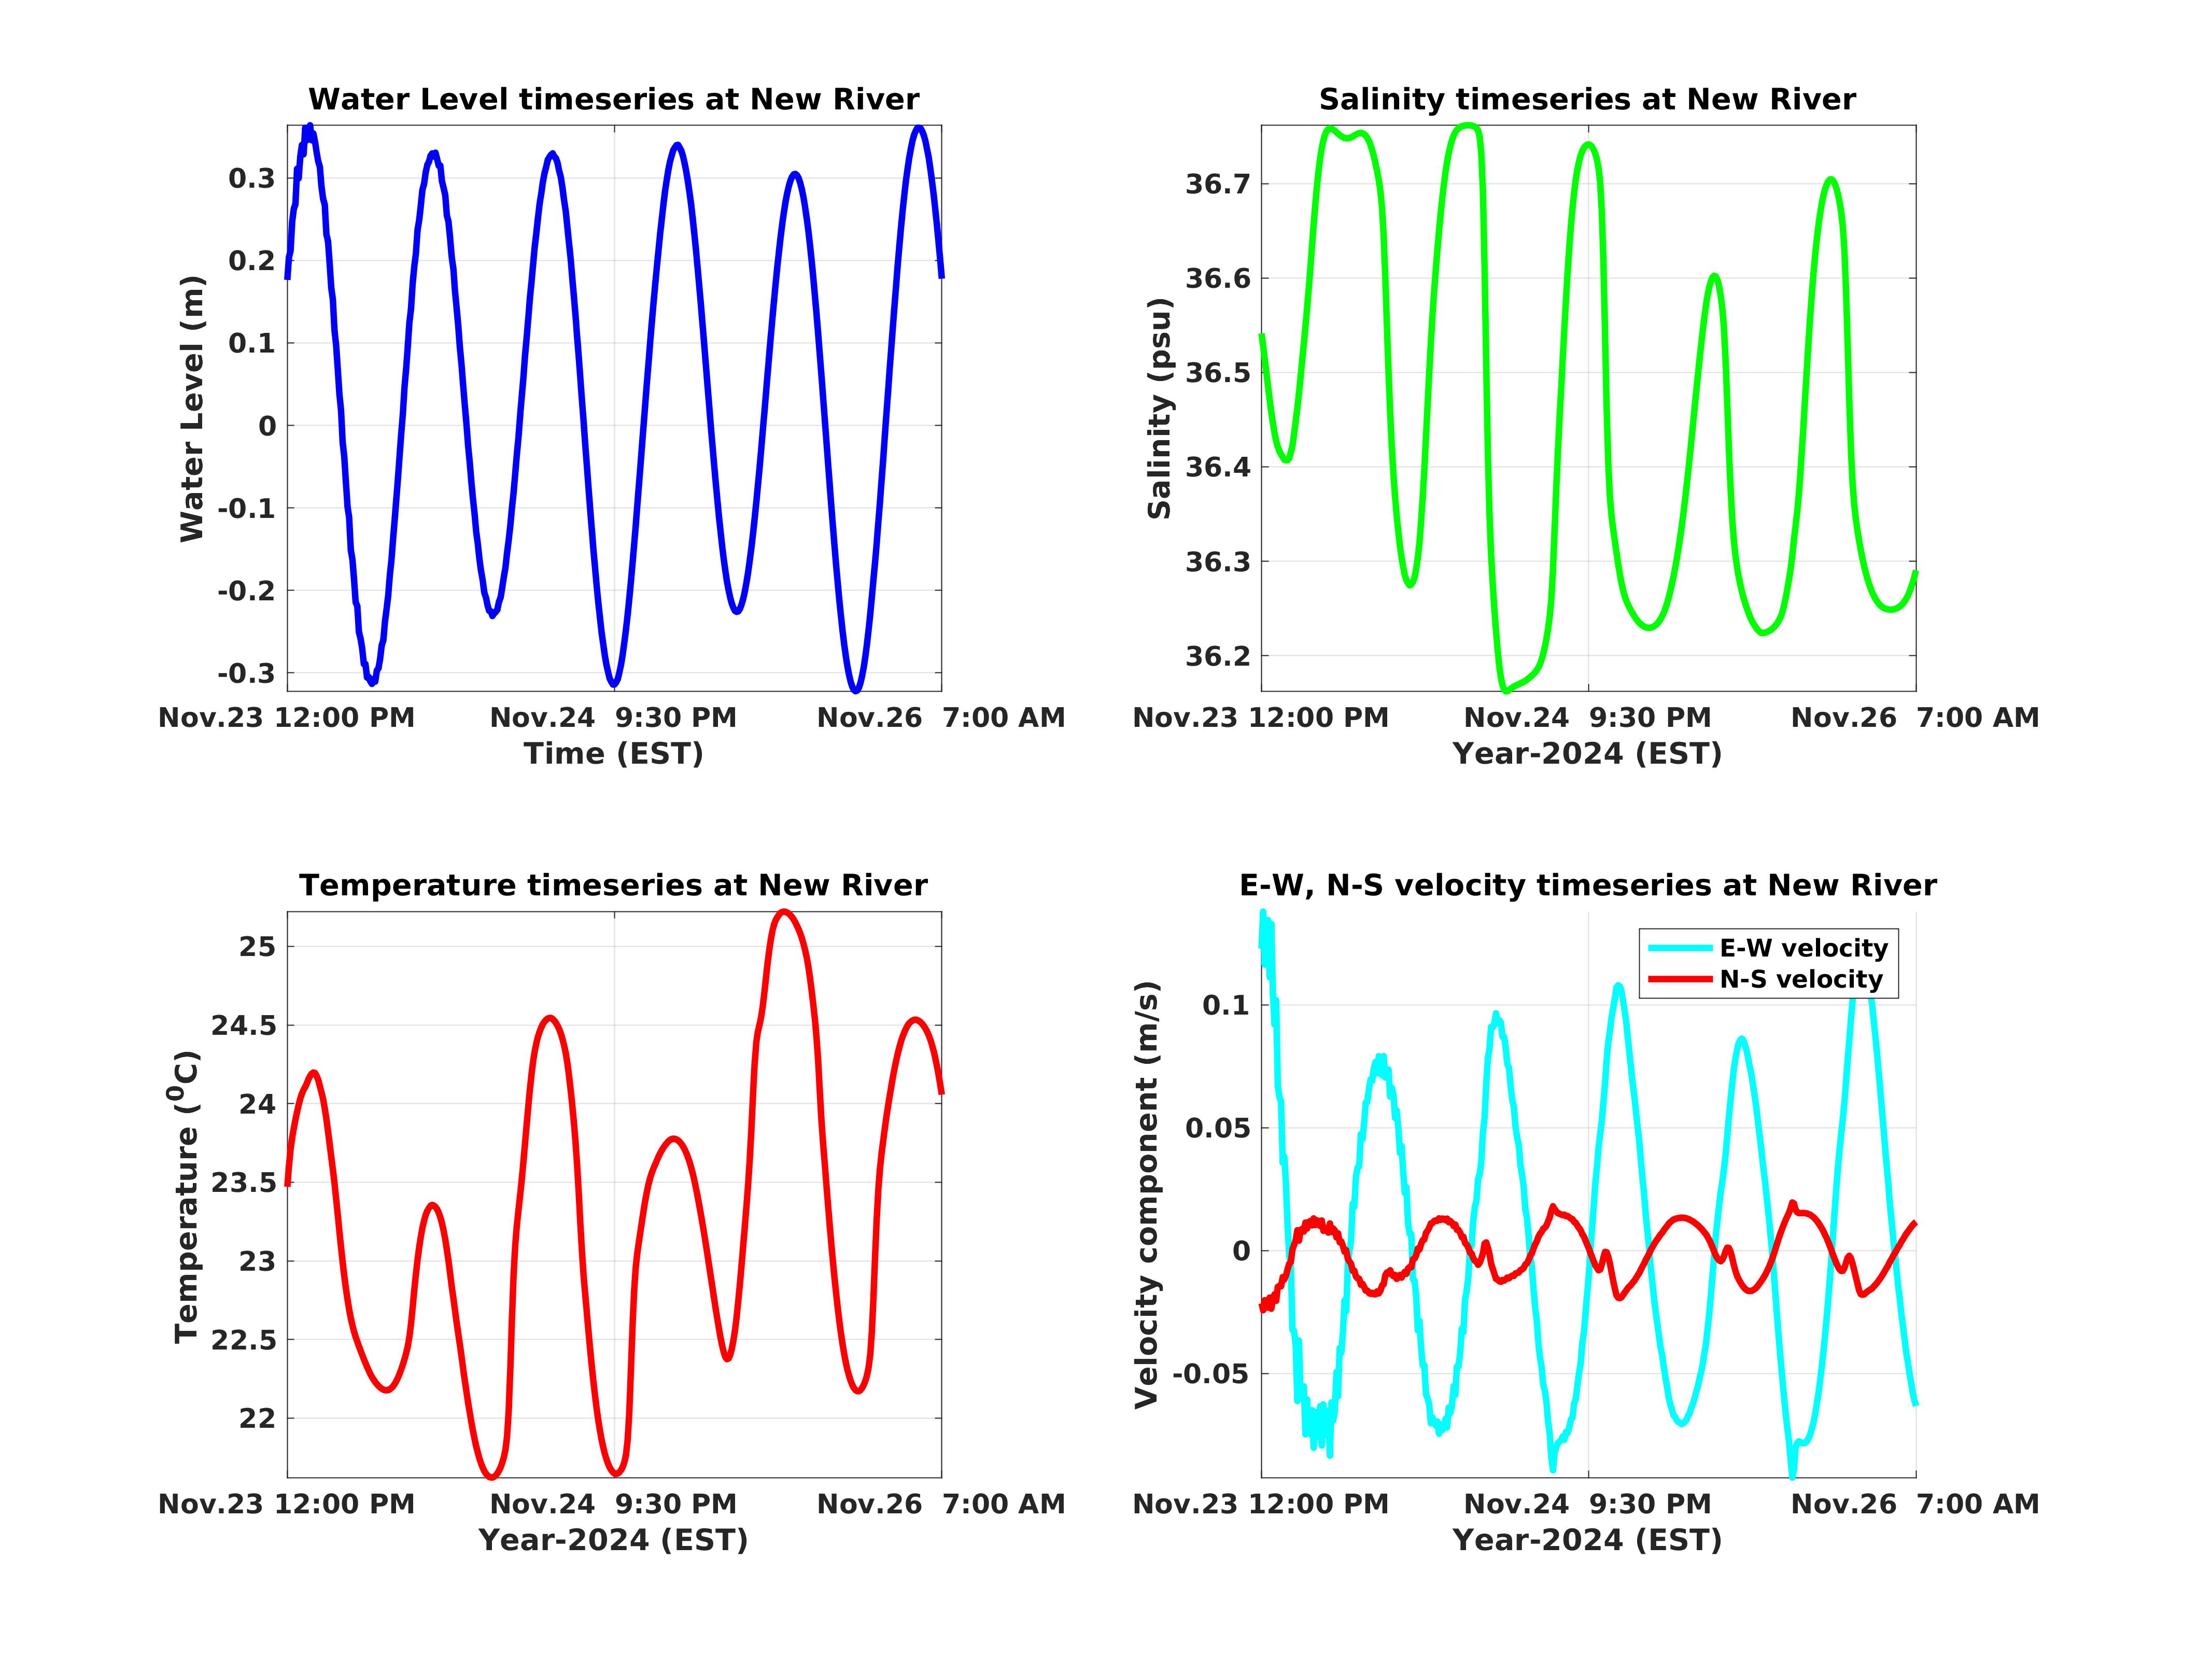 Water Level timeseries at New River
Water Level (m)
0.3
0.2
0.1
0
-0.1
-0.2
-0.3
Nov.23 12:00 PM
Nov.24 9:30 PM
Nov.26 7:00 AM
Time (EST)
Salinity timeseries at New River
Salinity (psu)
36.7
36.6
36.5
36.4
36.3
36.2
Nov.23 12:00 PM
Nov.24 9:30 PM
Nov.26 7:00 AM
Year-2024 (EST)
Temperature timeseries at New River
Temperature (⁰C)
25
24.5
24
23.5
23
22.5
22
Nov.23 12:00 PM
Nov.24 9:30 PM
Nov.26 7:00 AM
Year-2024 (EST)
E-W, N-S velocity timeseries at New River
Velocity component (m/s)
E-W velocity
N-S velocity
0.1
0.05
0
-0.05
Nov.23 12:00 PM
Nov.24 9:30 PM
Nov.26 7:00 AM
Year-2024 (EST)